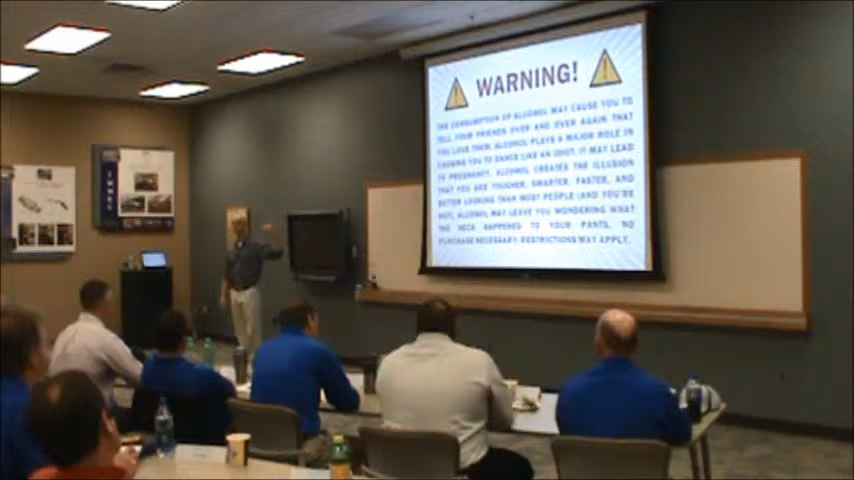 WARNING!
THE CONSUMPTION OF ALCOHOL MAY CAUSE YOU TO
TELL YOUR FRIENDS OVER AND OVER AGAIN THAT
YOU LOVE THEM. ALCOHOL PLAYS A MAJOR ROLE IN
CAUSING YOU TO DANCE LIKE AN IDIOT. IT MAY LEAD
TO PREGNANCY. ALCOHOL CREATES THE ILLUSION
THAT YOU ARE TOUGHER, SMARTER, FASTER, AND
BETTER LOOKING THAN MOST PEOPLE (AND YOU'RE
NOT). ALCOHOL MAY LEAVE YOU WONDERING WHAT
THE HECK HAPPENED TO YOUR PANTS. NO
PURCHASE NECESSARY. RESTRICTIONS MAY APPLY.